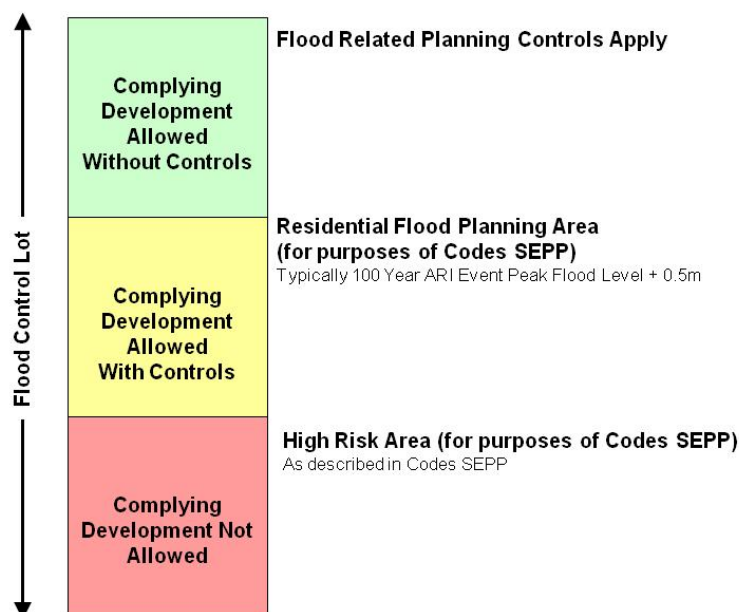 Flood Control Lot
Complying
Development
Allowed
Without Controls
Flood Related Planning Controls Apply
Complying
Development
Allowed
With Controls
Residential Flood Planning Area
(for purposes of Codes SEPP)
Typically 100 Year ARI Event Peak Flood Level + 0.5m
Complying
Development Not
Allowed
High Risk Area (for purposes of Codes SEPP)
As described in Codes SEPP